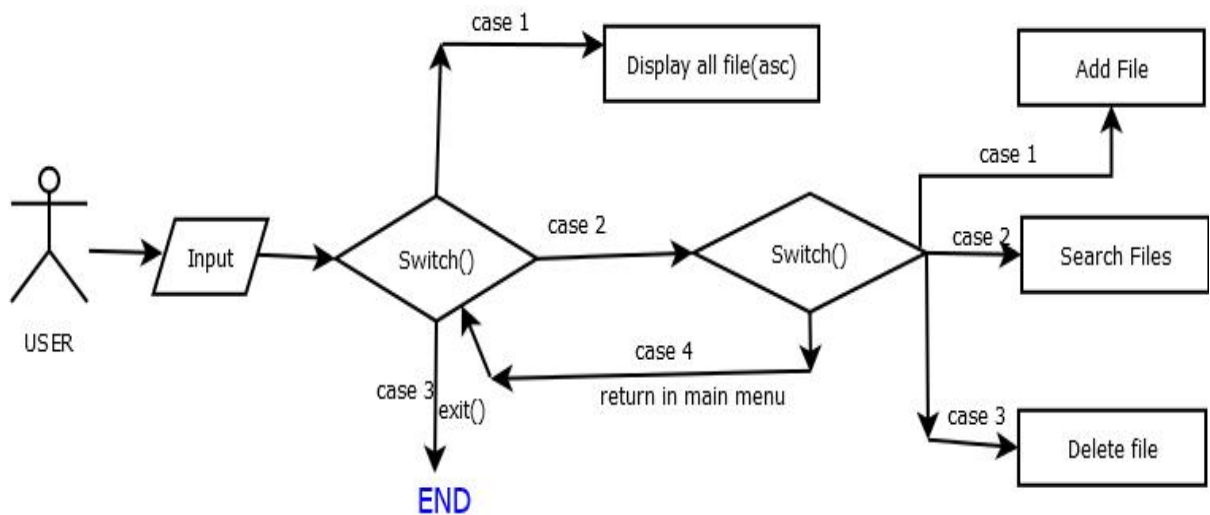 case 1
Display all file(asc)
Add File
case 1
USER
Input
Switch()
case 2
Switch()
case 2
Search Files
case 4
return in main menu
case 3
exit()
case 3
Delete file
END